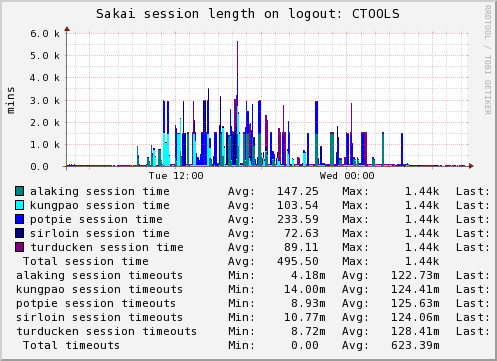 Sakai session length on logout: CTOOLS
RRDTOOL / TOBI OETIKER
mins
6.0 k
5.0 k
4.0 k
3.0 k
2.0 k
1.0 k
0.0
Tue 12:00 Wed 00:00
alaking session time Avg: 147.25 Max: 1.44k Last:
kungpao session time Avg: 103.54 Max: 1.44k Last:
potpie session time Avg: 233.59 Max: 1.44k Last:
sirloin session time Avg: 72.63 Max: 1.44k Last:
turducken session time Avg: 89.11 Max: 1.44k Last:
Total session time Avg: 495.50 Max: 1.44k
alaking session timeouts Min: 4.18m Avg: 122.73m Last:
kungpao session timeouts Min: 14.00m Avg: 124.41m Last:
potpie session timeouts Min: 8.93m Avg: 125.63m Last:
sirloin session timeouts Min: 10.77m Avg: 124.06m Last:
turducken session timeouts Min: 8.72m Avg: 128.41m Last:
Total timeouts Min: 0.00 Avg: 623.39m